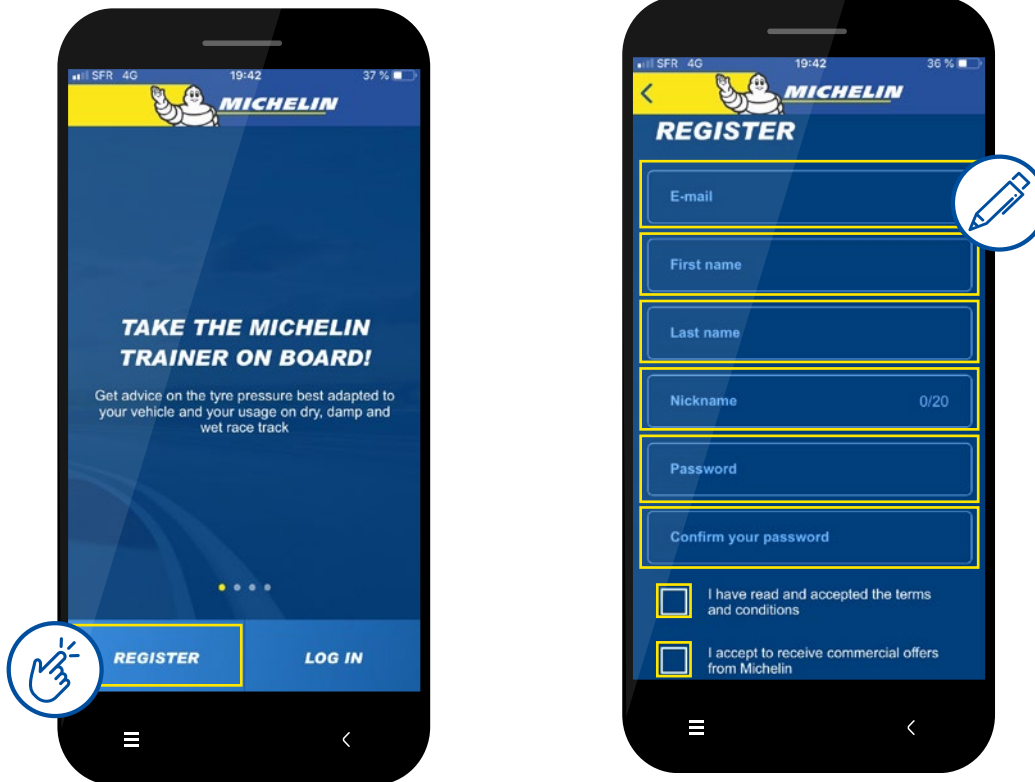 SFR 4G 19:42 37 %
MICHELIN
TAKE THE MICHELIN
TRAINER ON BOARD!
Get advice on the tyre pressure best adapted to
your vehicle and your usage on dry, damp and
wet race track
REGISTER LOG IN
SFR 4G 19:42 36 %
MICHELIN
REGISTER
E-mail
First name
Last name
Nickname 0/20
Password
Confirm your password
I have read and accepted the terms
and conditions
I accept to receive commercial offers
from Michelin